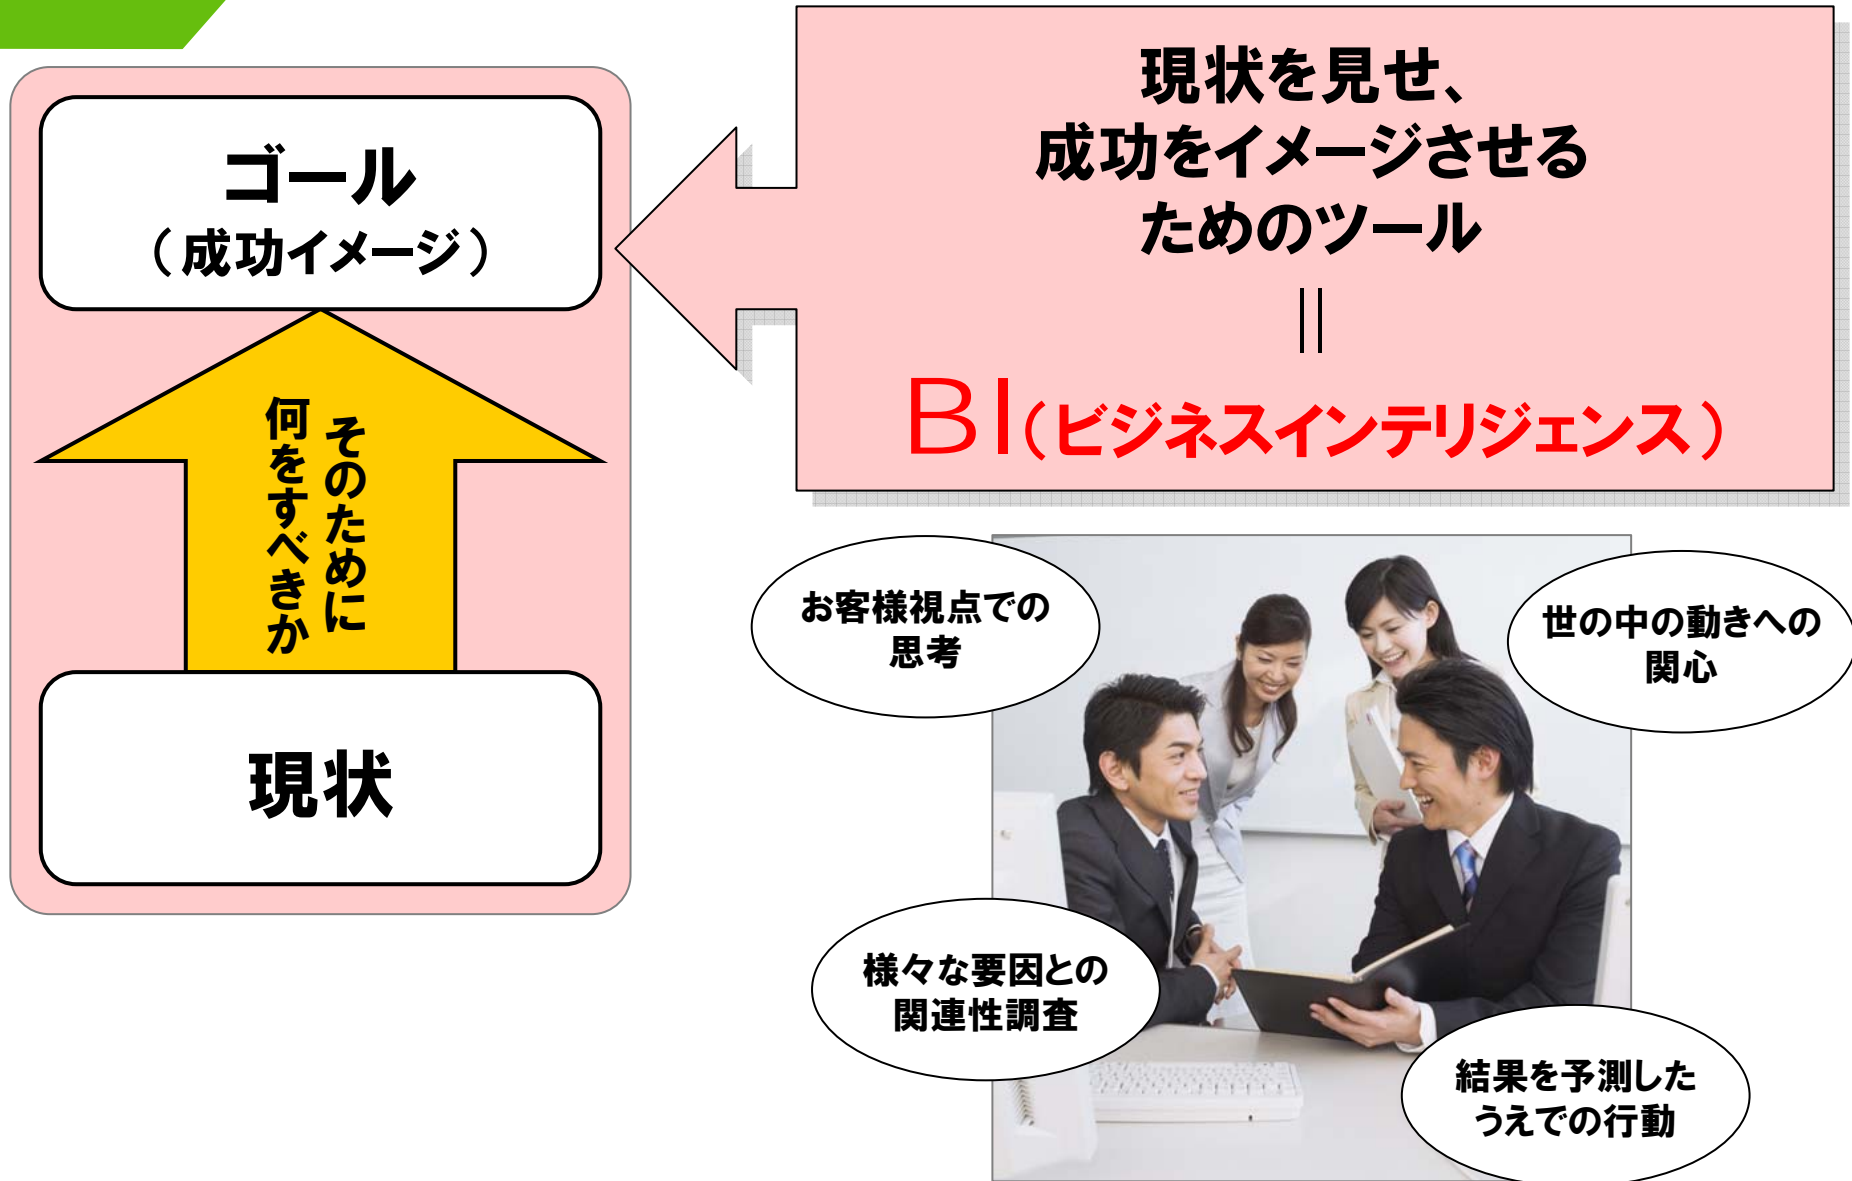 ゴール
（成功イメージ）
そのために
何をすべきか
現状
現状を見せ、
成功をイメージさせる
ためのツール
＝
BI（ビジネスインテリジェンス）
お客様視点での
思考
世の中の動きへの
関心
様々な要因との
関連性調査
結果を予測した
うえでの行動